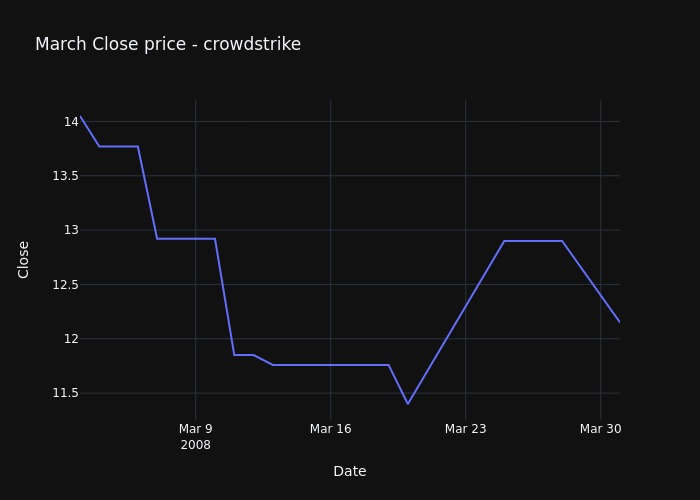 March Close price - crowdstrike
Close
14
13.5
13
12.5
12
11.5
Mar 9
2008
Mar 16
Mar 23
Mar 30
Date